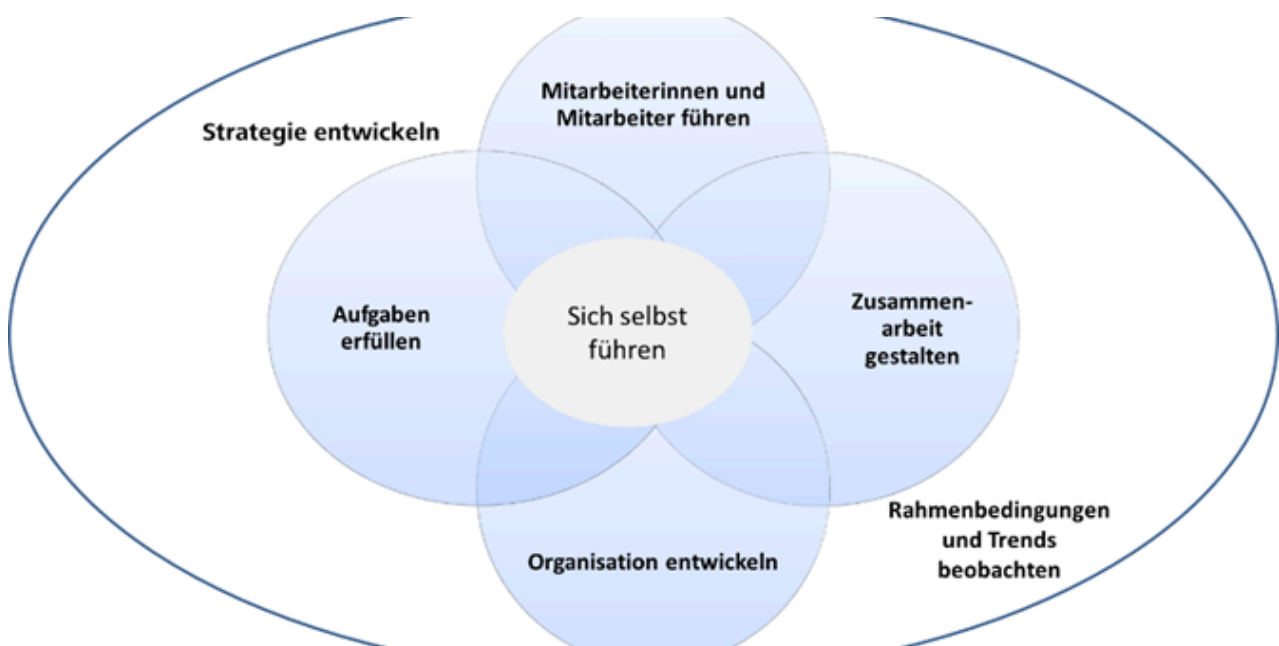 Mitarbeiterinnen und
Mitarbeiter führen
Strategie entwickeln
Aufgaben
erfüllen
Sich selbst
führen
Zusammen-
arbeit
gestalten
Organisation entwickeln
Rahmenbedingungen
und Trends
beobachten